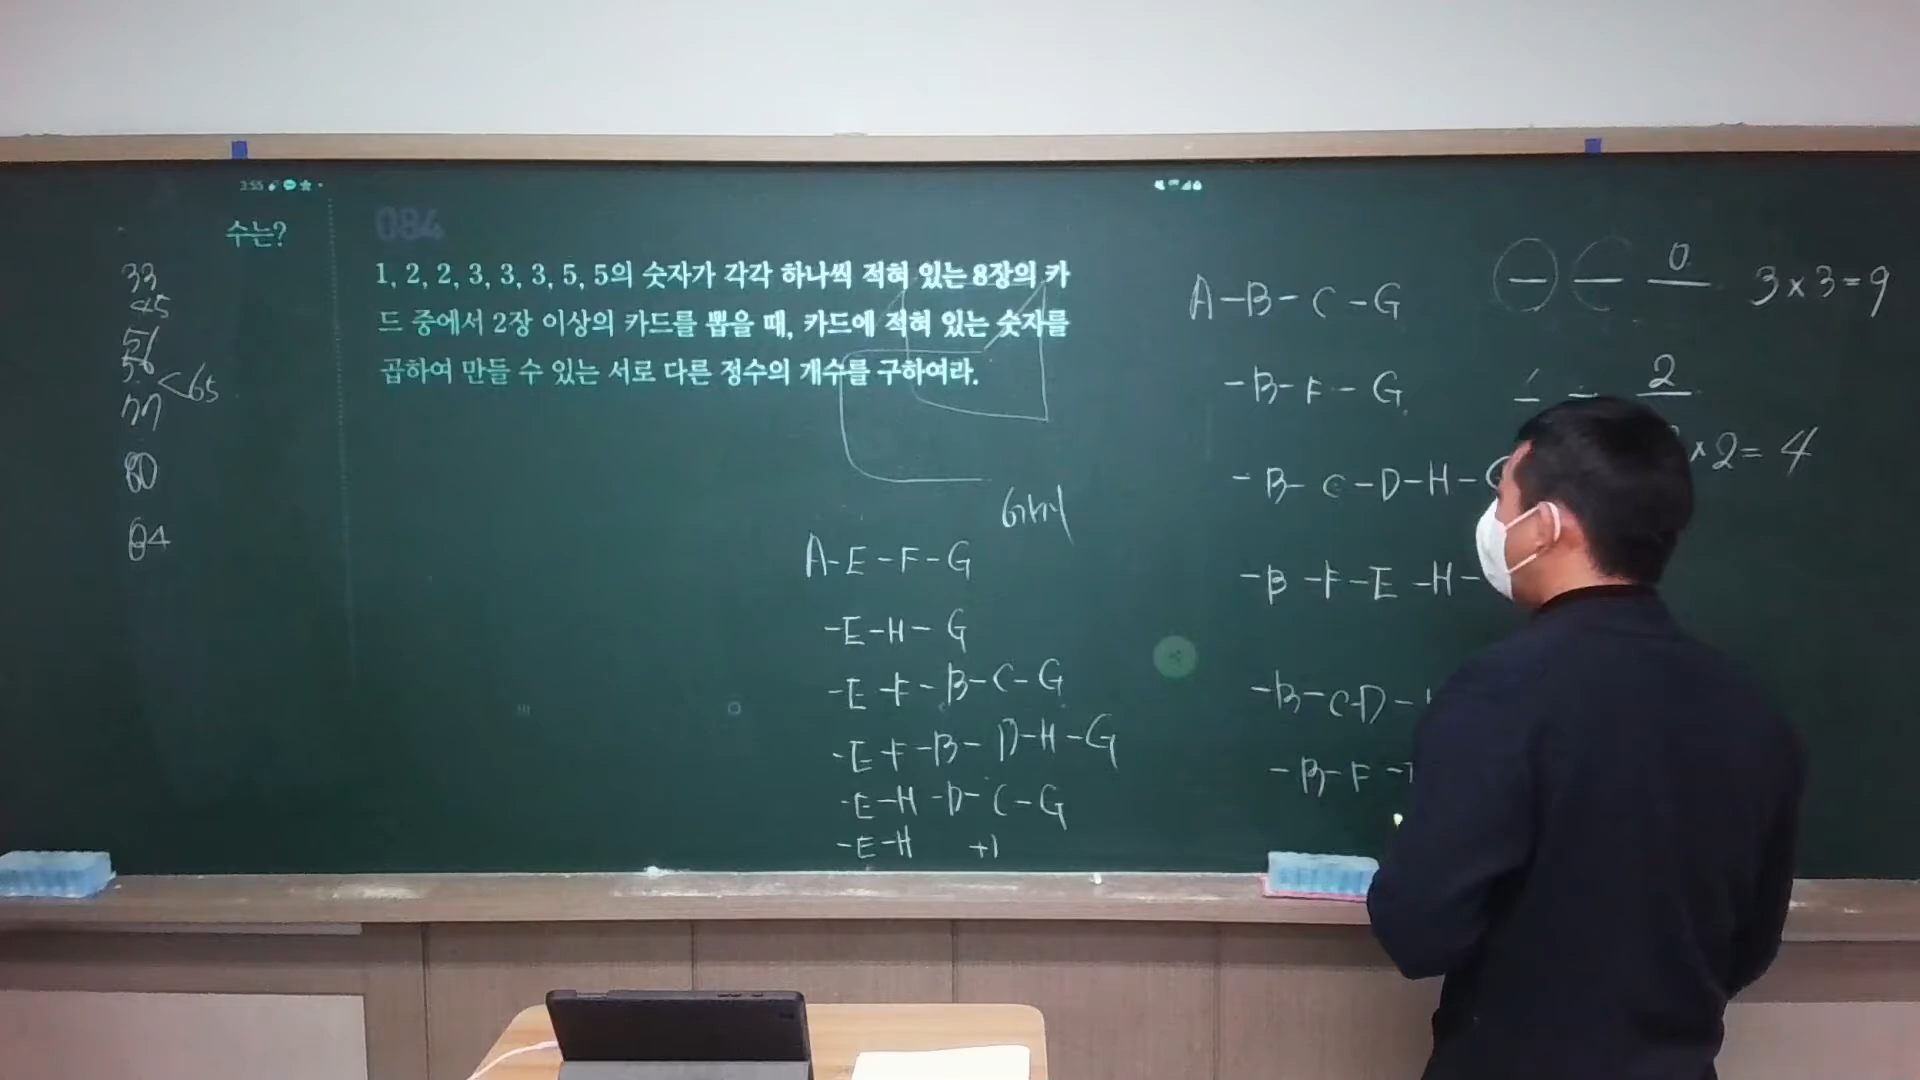 3:55
수는?
084
1, 2, 2, 3, 3, 3, 5, 5의 숫자가 각각 하나씩 적혀 있는 8장의 카
드 중에서 2장 이상의 카드를 뽑을 때, 카드에 적혀 있는 숫자를
곱하여 만들 수 있는 서로 다른 정수의 개수를 구하여라.
33
45
51
56
<65
77
80
84
A-E-F-G
-E-H-G
-E-F-B-C-G
-E-F-B-D-H-G
-E-H-D-C-G
-E-H +1
A-B-C-G
-B-F-G
-B-C-D-H-G
-B-F-E-H-
-B-C-D-
-B-F-
0
3×3=9
2
×2=4